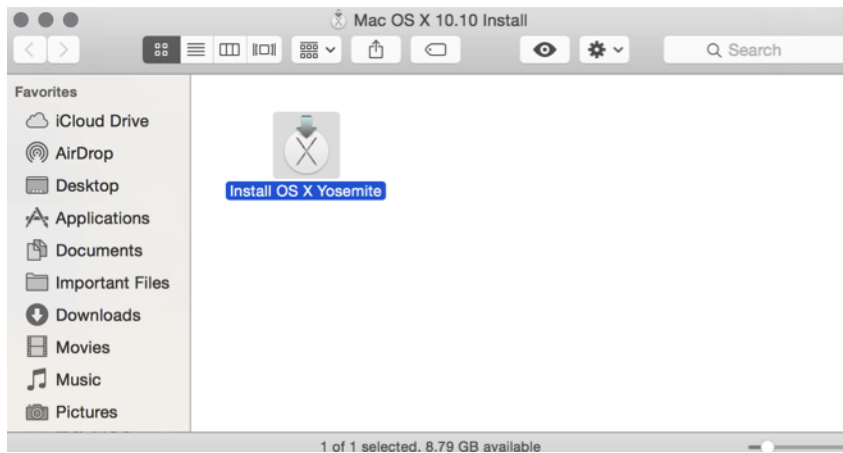 Mac OS X 10.10 Install
Search
Favorites
iCloud Drive
AirDrop
Desktop
Applications
Documents
Important Files
Downloads
Movies
Music
Pictures
Install OS X Yosemite
1 of 1 selected, 8.79 GB available